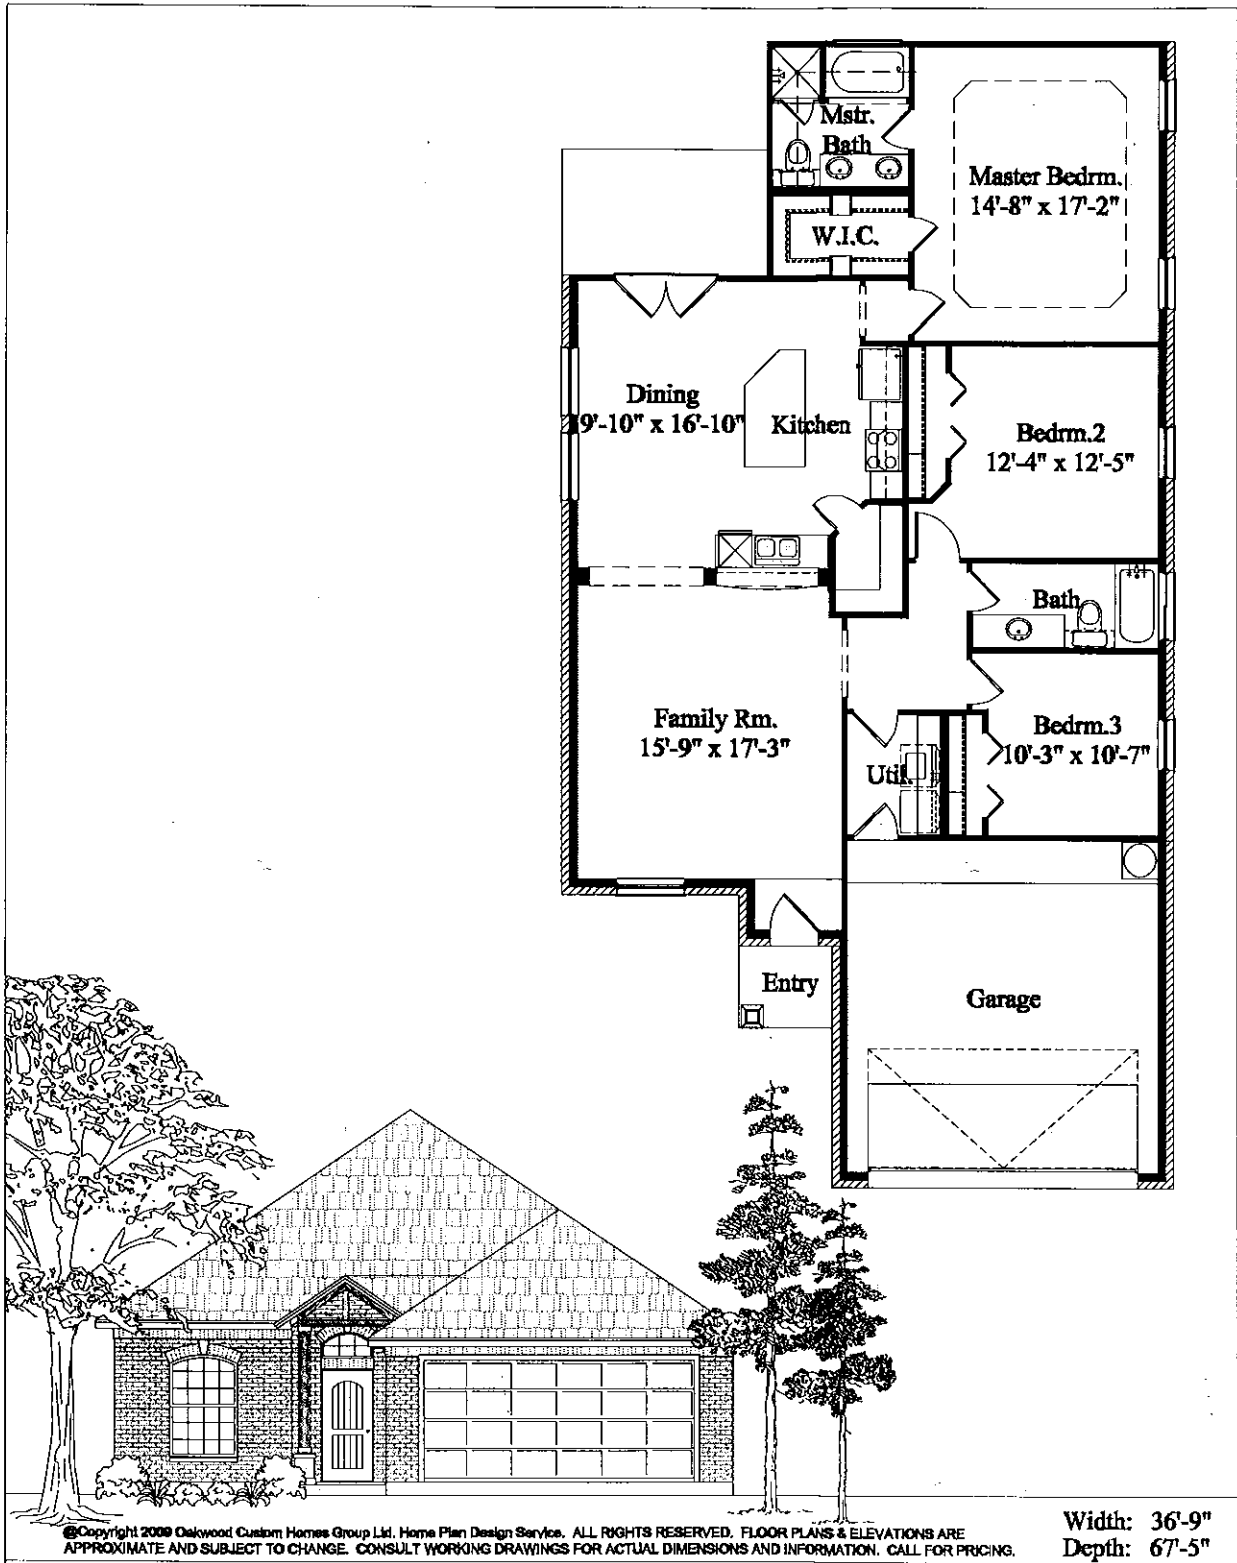 Mstr.
Bath
Master Bedrm.
14'-8" x 17'-2"
W.I.C.
Dining
9'-10" x 16'-10"
Kitchen
Bedrm.2
12'-4" x 12'-5"
Bath
Family Rm.
15'-9" x 17'-3"
Bedrm.3
10'-3" x 10'-7"
Util.
Entry
Garage
©Copyright 2009 Oakwood Custom Homes Group Ltd. Home Plan Design Service. ALL RIGHTS RESERVED. FLOOR PLANS & ELEVATIONS ARE
APPROXIMATE AND SUBJECT TO CHANGE. CONSULT WORKING DRAWINGS FOR ACTUAL DIMENSIONS AND INFORMATION. CALL FOR PRICING.
Width: 36'-9"
Depth: 67'-5"